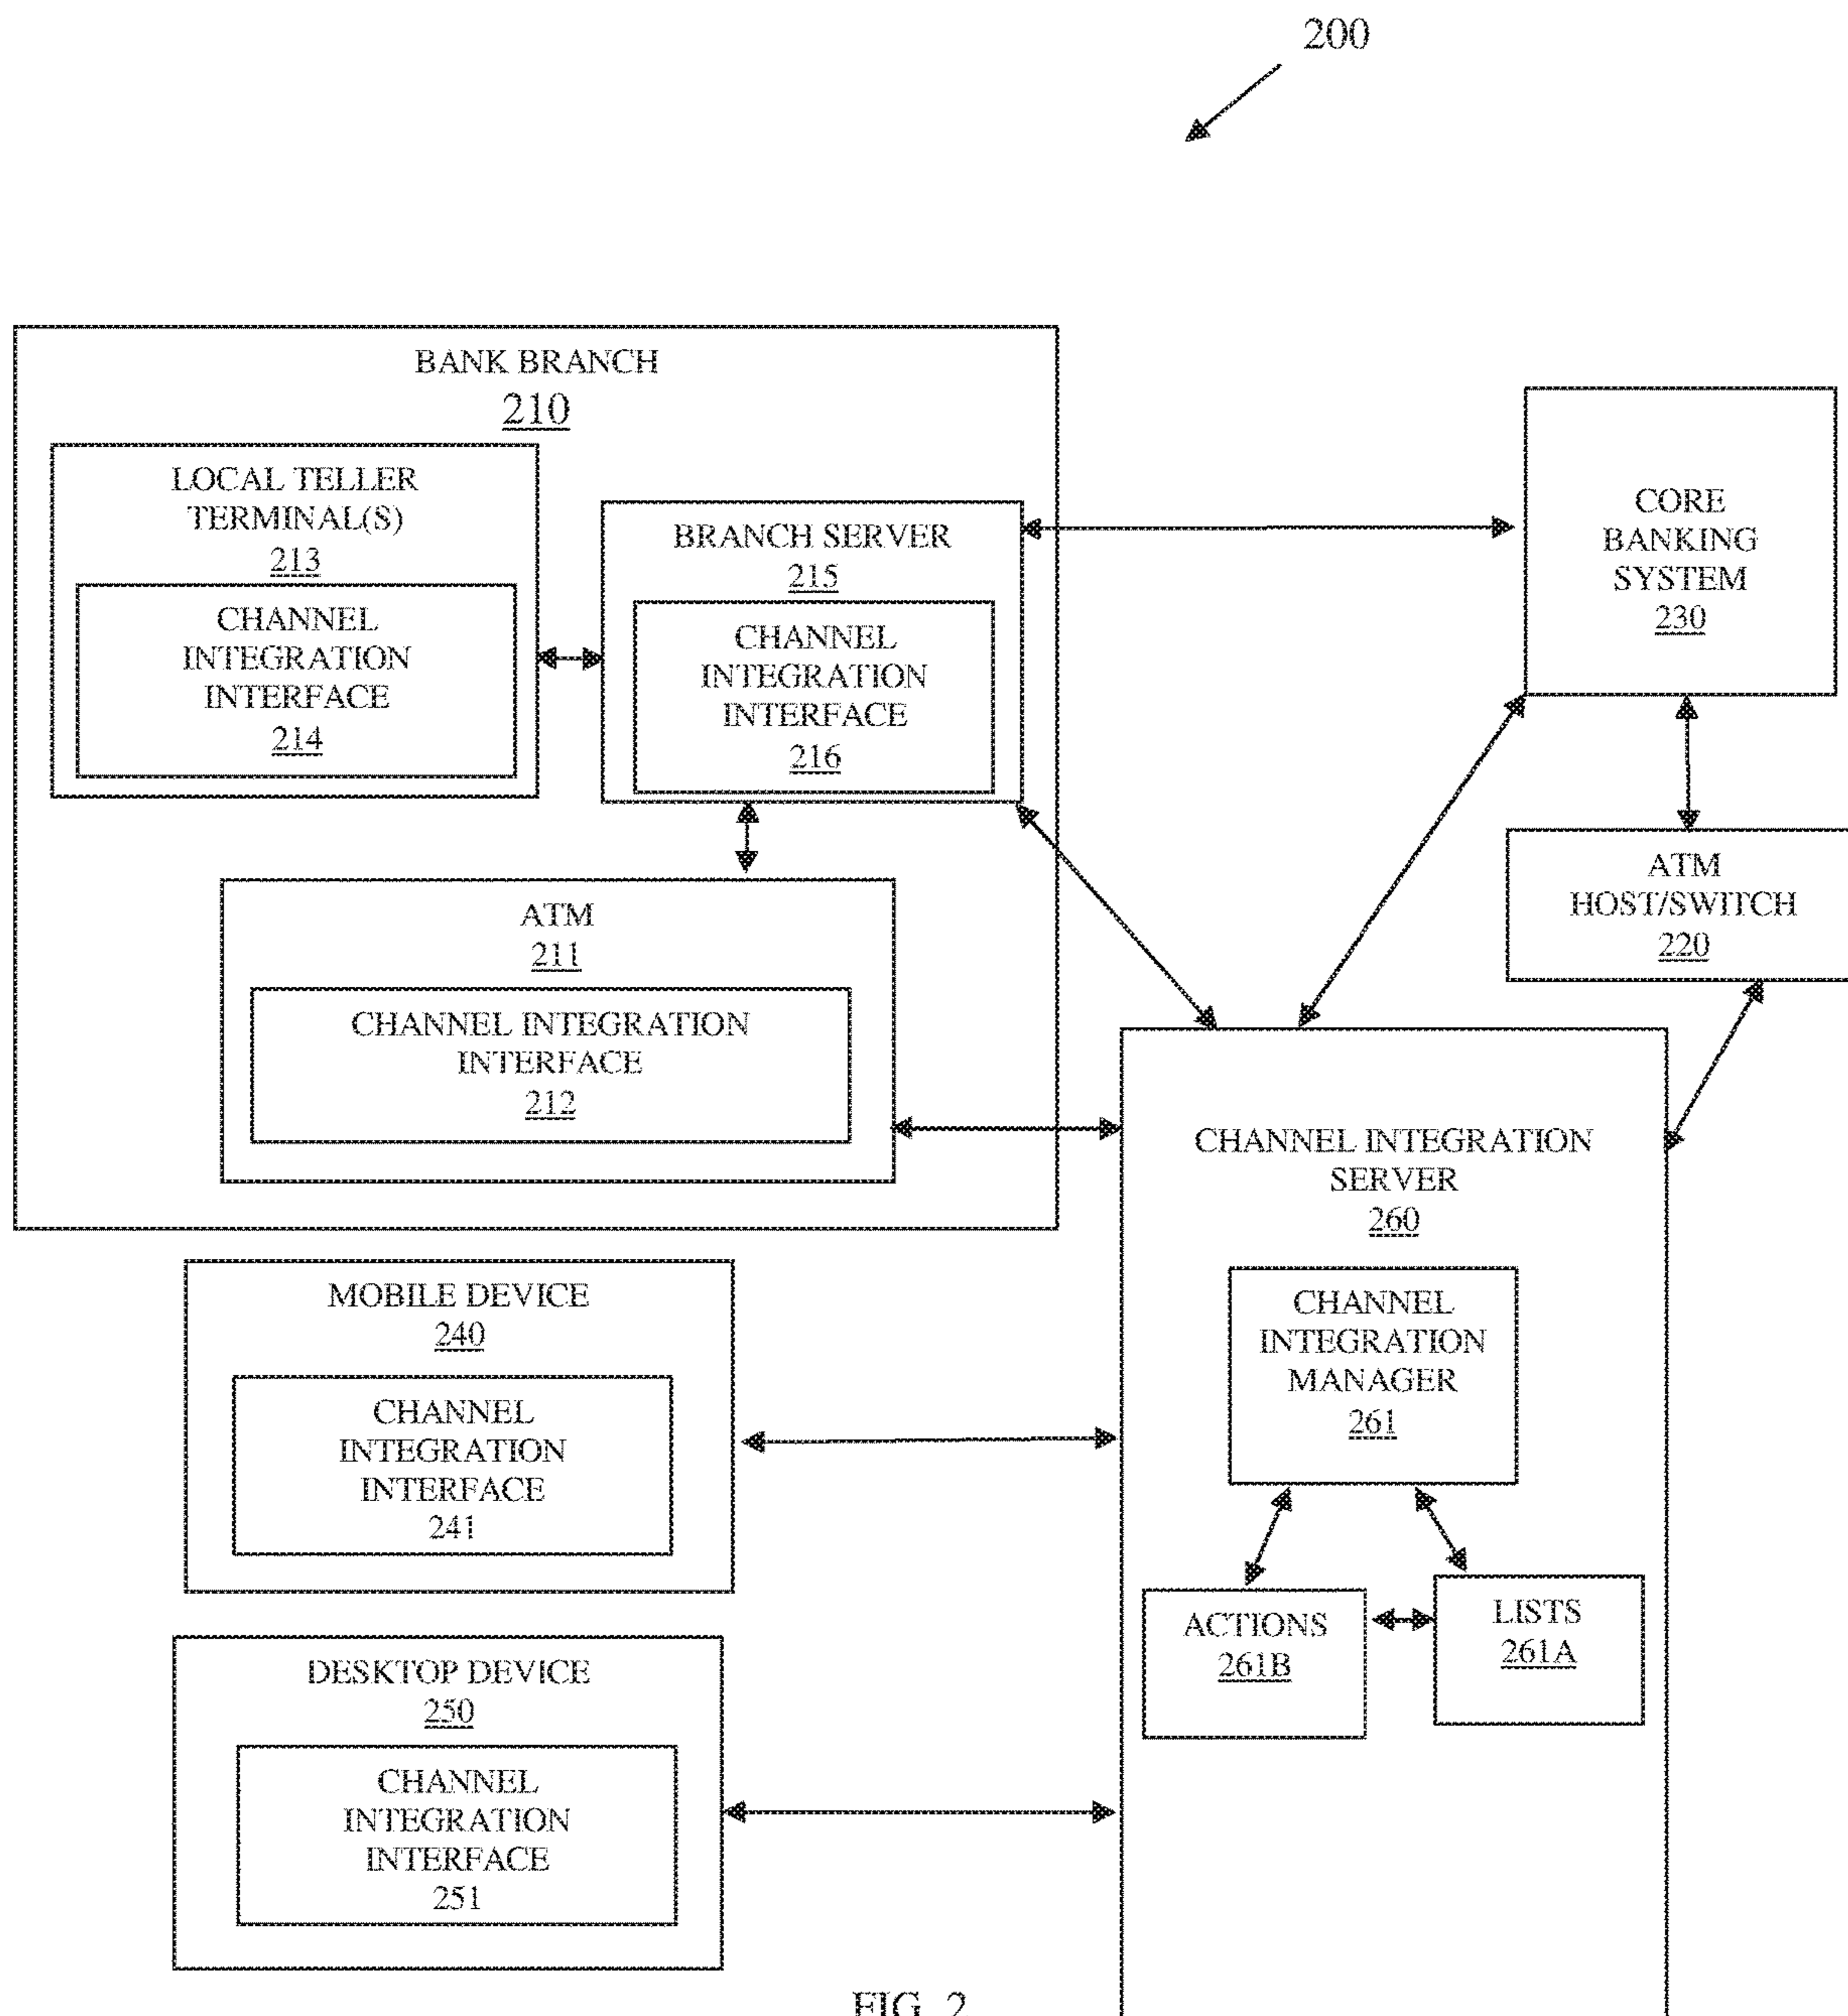 200
BANK BRANCH
210
LOCAL TELLER
TERMINAL(S)
213
CHANNEL
INTEGRATION
INTERFACE
214
BRANCH SERVER
215
CHANNEL
INTEGRATION
INTERFACE
216
CORE
BANKING
SYSTEM
230
ATM
HOST/SWITCH
220
ATM
211
CHANNEL INTEGRATION
INTERFACE
212
CHANNEL INTEGRATION
SERVER
260
CHANNEL
INTEGRATION
MANAGER
261
ACTIONS
261B
LISTS
261A
MOBILE DEVICE
240
CHANNEL
INTEGRATION
INTERFACE
241
DESKTOP DEVICE
250
CHANNEL
INTEGRATION
INTERFACE
251
FIG. 2